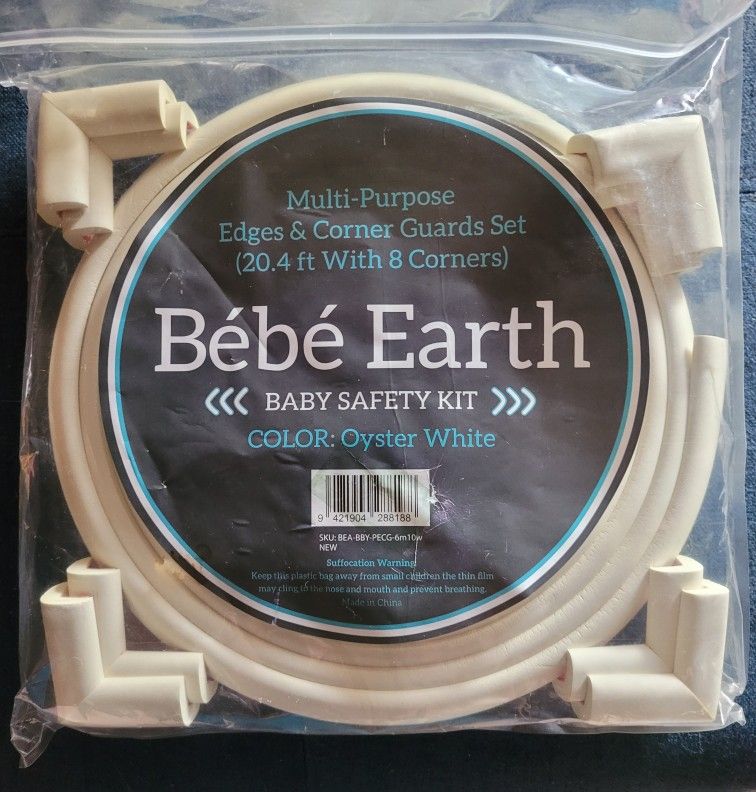 Multi-Purpose
Edges & Corner Guards Set
(20.4 ft With 8 Corners)
Bébé Earth
BABY SAFETY KIT
COLOR: Oyster White
9 421904 288188
SKU: BEA-BBY-PECG-6m10w
NEW
Suffocation Warning:
Keep this plastic bag away from small children the thin film
may cling to the nose and mouth and prevent breathing.
Made in China